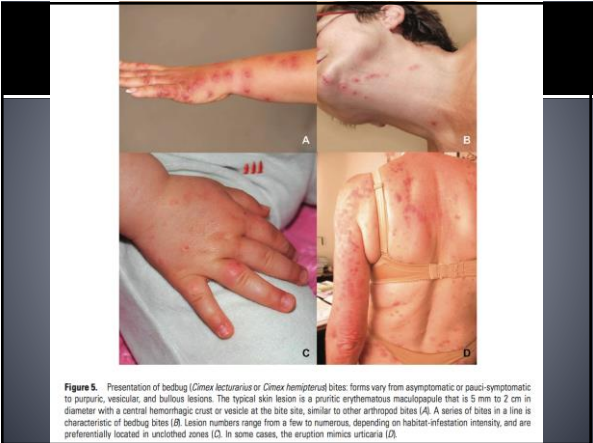 A
B
C
D
Figure 5. Presentation of bedbug (Cimex lecturarius or Cimex hemipterus) bites: forms vary from asymptomatic or pauci-symptomatic
to purpuric, vesicular, and bullous lesions. The typical skin lesion is a pruritic erythematous maculopapule that is 5 mm to 2 cm in
diameter with a central hemorrhagic crust or vesicle at the bite site, similar to other arthropod bites (A). A series of bites in a line is
characteristic of bedbug bites (B). Lesion numbers range from a few to numerous, depending on habitat-infestation intensity, and are
preferentially located in unclothed zones (C). In some cases, the eruption mimics urticaria (D).